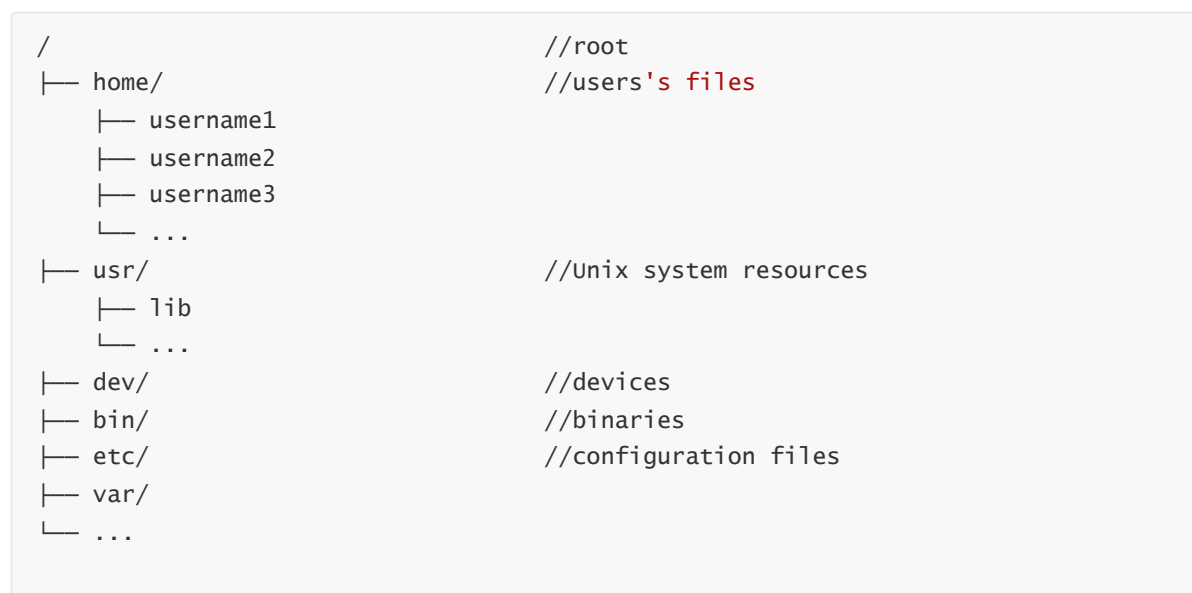 /                                  //root
├── home/                          //users's files
    ├── username1
    ├── username2
    ├── username3
    └── ...
├── usr/                           //Unix system resources
    ├── lib
    └── ...
├── dev/                           //devices
├── bin/                           //binaries
├── etc/                           //configuration files
├── var/
└── ...